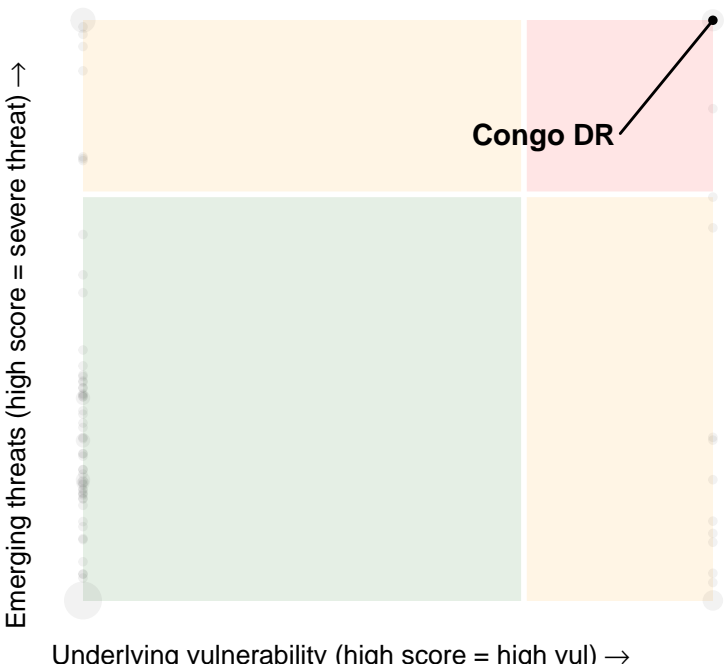 Emerging threats (high score = severe threat) →
Congo DR
Underlying vulnerability (high score = high vul) →